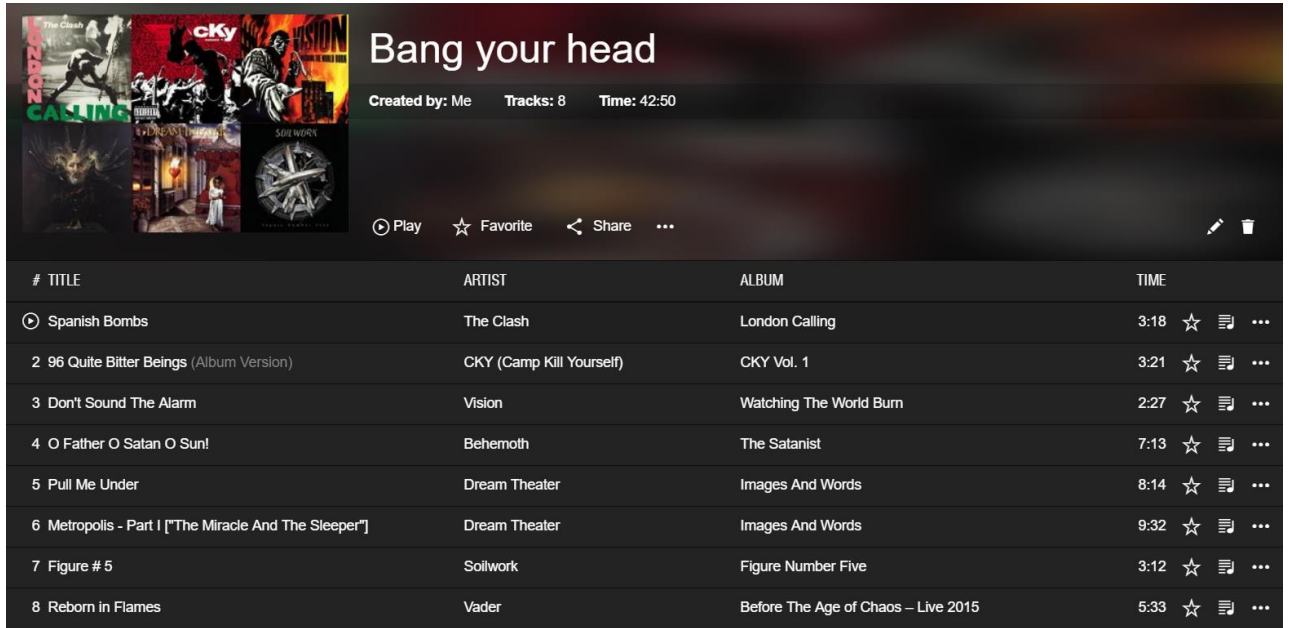 The Clash
LONDON
CALLING
cKy
VISION
DREAM THEATER
SOILWORK
Bang your head
Created by: Me Tracks: 8 Time: 42:50
Play Favorite Share •••
# TITLE ARTIST ALBUM TIME
Spanish Bombs The Clash London Calling 3:18 •••
2 96 Quite Bitter Beings (Album Version) CKY (Camp Kill Yourself) CKY Vol. 1 3:21 •••
3 Don't Sound The Alarm Vision Watching The World Burn 2:27 •••
4 O Father O Satan O Sun! Behemoth The Satanist 7:13 •••
5 Pull Me Under Dream Theater Images And Words 8:14 •••
6 Metropolis - Part I ["The Miracle And The Sleeper"] Dream Theater Images And Words 9:32 •••
7 Figure # 5 Soilwork Figure Number Five 3:12 •••
8 Reborn in Flames Vader Before The Age of Chaos – Live 2015 5:33 •••